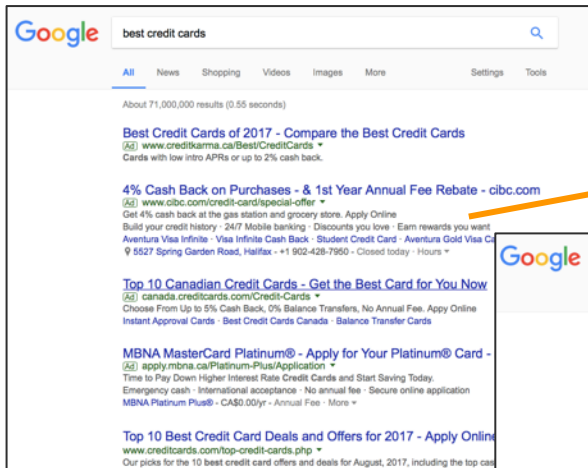 Google
best credit cards
All News Shopping Videos Images More Settings Tools
About 71,000,000 results (0.55 seconds)
Best Credit Cards of 2017 - Compare the Best Credit Cards
Ad www.creditkarma.ca/Best/CreditCards
Cards with low intro APRs or up to 2% cash back.
4% Cash Back on Purchases - & 1st Year Annual Fee Rebate - cibc.com
Ad www.cibc.com/credit-card/special-offer
Get 4% cash back at the gas station and grocery store. Apply Online
Build your credit history · 24/7 Mobile banking · Discounts you love · Earn rewards you want
Aventura Visa Infinite · Visa Infinite Cash Back · Student Credit Card · Aventura Gold Visa Ca
5527 Spring Garden Road, Halifax - +1 902-428-7950 - Closed today · Hours
Google
Top 10 Canadian Credit Cards - Get the Best Card for You Now
Ad canada.creditcards.com/Credit-Cards
Choose From Up to 5% Cash Back, 0% Balance Transfers, No Annual Fee. Appy Online
Instant Approval Cards · Best Credit Cards Canada · Balance Transfer Cards
MBNA MasterCard Platinum® - Apply for Your Platinum® Card -
Ad apply.mbna.ca/Platinum-Plus/Application
Time to Pay Down Higher Interest Rate Credit Cards and Start Saving Today.
Emergency cash · International acceptance · No annual fee · Secure online application
MBNA Platinum Plus® - CA$0.00/yr - Annual Fee · More
Top 10 Best Credit Card Deals and Offers for 2017 - Apply Online
www.creditcards.com/top-credit-cards.php
Our picks for the 10 best credit card offers and deals for August, 2017, including the top cas